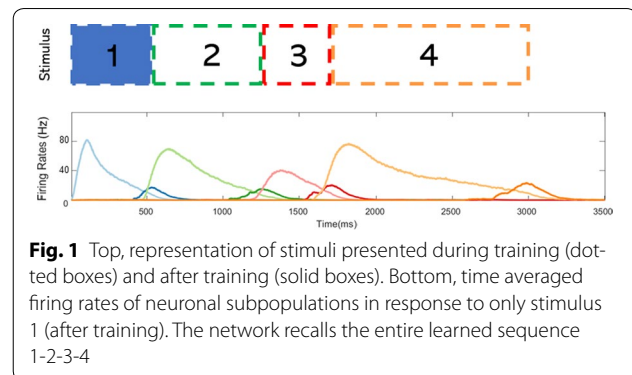 Stimulus
1 2 3 4
Firing Rates (Hz)
80
40
0
500 1000 1500 2000 2500 3000 3500
Time(ms)
Fig. 1 Top, representation of stimuli presented during training (dot-
ted boxes) and after training (solid boxes). Bottom, time averaged
firing rates of neuronal subpopulations in response to only stimulus
1 (after training). The network recalls the entire learned sequence
1-2-3-4